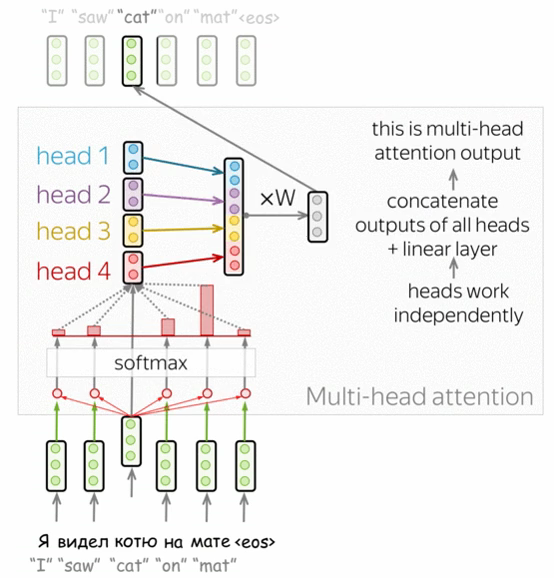 "I" "saw" "cat" "on" "mat" <eos>
this is multi-head
attention output
head 1
head 2
head 3
head 4
×W
concatenate
outputs of all heads
+ linear layer
heads work
independently
softmax
Multi-head attention
Я видел котю на мате <eos>
"I" "saw" "cat" "on" "mat"